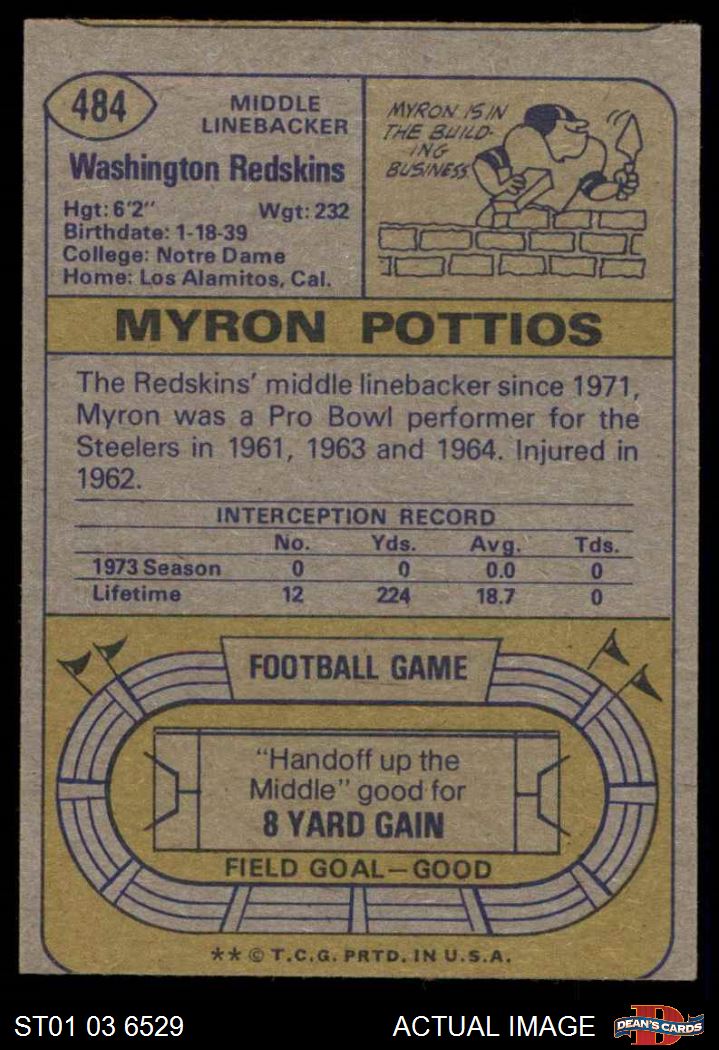 484
MIDDLE
LINEBACKER
Washington Redskins
Hgt: 6'2" Wgt: 232
Birthdate: 1-18-39
College: Notre Dame
Home: Los Alamitos, Cal.
MYRON IS IN
THE BUILD-
ING
BUSINESS.
MYRON POTTIOS
The Redskins' middle linebacker since 1971,
Myron was a Pro Bowl performer for the
Steelers in 1961, 1963 and 1964. Injured in
1962.
INTERCEPTION RECORD
No. Yds. Avg. Tds.
1973 Season 0 0 0.0 0
Lifetime 12 224 18.7 0
FOOTBALL GAME
"Handoff up the
Middle" good for
8 YARD GAIN
FIELD GOAL—GOOD
** © T.C.G. PRTD. IN U.S.A.
ST01 03 6529 ACTUAL IMAGE
D
DEAN'S CARDS